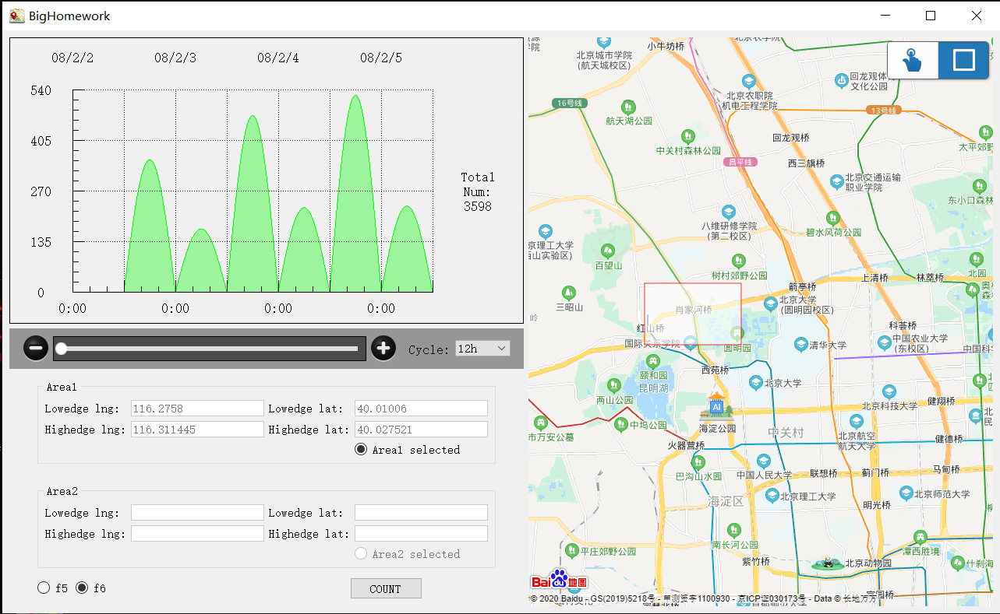 BigHomework
08/2/2 08/2/3 08/2/4 08/2/5
540
405
270
135
0
0:00 0:00 0:00 0:00
Total
Num:
3598
Cycle: 12h
Area1
Lowedge lng: 116.2758 Lowedge lat: 40.01006
Highedge lng: 116.311445 Highedge lat: 40.027521
Area1 selected
Area2
Lowedge lng: Lowedge lat:
Highedge lng: Highedge lat:
Area2 selected
f5 f6
COUNT
北京农学院
小牛坊桥
学院
北京城市学院
(航天城校区)
回龙观体
文化公园
北京农职院
机电工程学院
16号线
13号线
航天湖公园
回龙观桥
中关村森林公园
太平郊野
昌平线
西三旗桥
北京交通运输
职业学院
东小口森林
八维研修学院
(第二校区)
碧水风荷公园
京理工大学
百望山
树村郊野公园
北园
上清桥
林萃桥
箭亭桥
三昭山
北京大学
(圆明园校区)
肖家河桥
岭
红山桥
科荟桥
国际关系学院
圆明园
清华大学
中国农业大学
(东校区)
中国科
西苑桥
颐和园
昆明湖
北京大学
两山公园
AI
北京科技大学
健翔桥
海淀公园
中坞公园
中关村
市万安公墓
北京航空
航天大学
健德桥
火器营桥
巴沟山水园
中国人民大学
联想桥
蓟门桥
马甸桥
海淀区
北京理工大学
北京师范大学
明光桥
南长河公园
潭西胜境
平庄郊野公园
紫竹桥
北京动物园
什刹海
Bai du 地图
官园桥
© 2020 Baidu - GS(2019)5218号 - 甲测资字1100930 - 京ICP证030173号 - Data © 长地万方